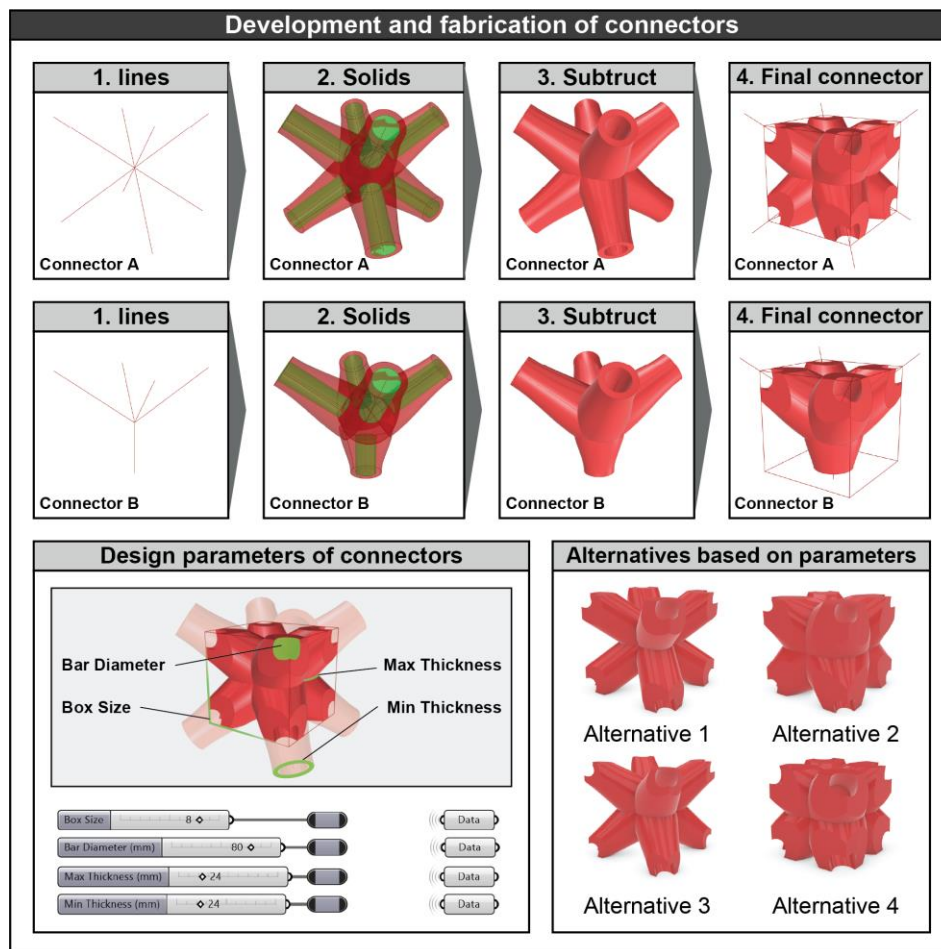 Development and fabrication of connectors
1. lines
2. Solids
3. Subtruct
4. Final connector
Connector A
Connector A
Connector A
Connector A
1. lines
2. Solids
3. Subtruct
4. Final connector
Connector B
Connector B
Connector B
Connector B
Design parameters of connectors
Bar Diameter
Max Thickness
Box Size
Min Thickness
Box Size 8
Data
Bar Diameter (mm) 80
Data
Max Thickness (mm) 24
Data
Min Thickness (mm) 24
Data
Alternatives based on parameters
Alternative 1
Alternative 2
Alternative 3
Alternative 4